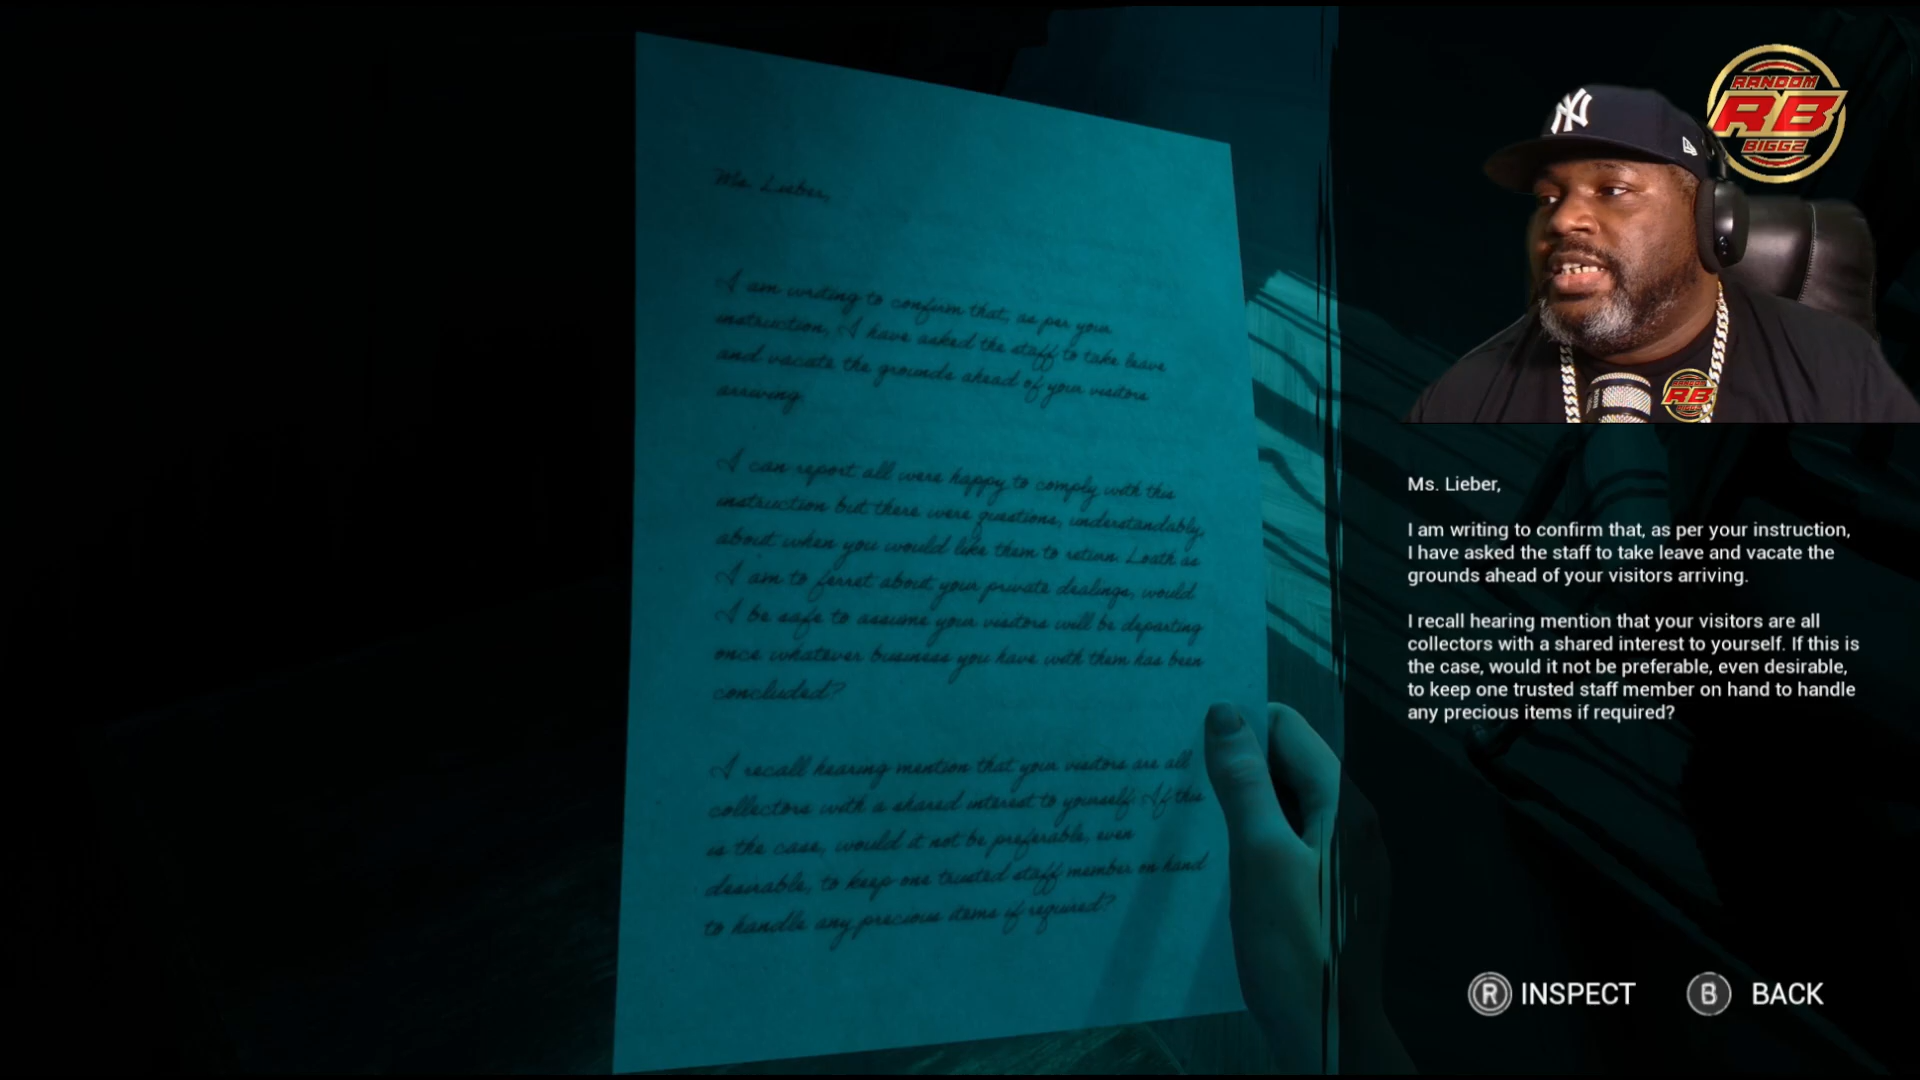 Ms. Lieber,
I am writing to confirm that, as per your
instruction, I have asked the staff to take leave
and vacate the grounds ahead of your visitors
arriving.
I can report all were happy to comply with this
instruction but there were questions, understandably,
about when you would like them to return. Loath as
I am to ferret about your private dealings, would
I be safe to assume your visitors will be departing
once whatever business you have with them has been
concluded?
I recall hearing mention that your visitors are all
collectors with a shared interest to yourself. If this
is the case, would it not be preferable, even
desirable, to keep one trusted staff member on hand
to handle any precious items if required?
RANDOM
RB
BIGGZ
NY
RB
Ms. Lieber,
I am writing to confirm that, as per your instruction,
I have asked the staff to take leave and vacate the
grounds ahead of your visitors arriving.
I recall hearing mention that your visitors are all
collectors with a shared interest to yourself. If this is
the case, would it not be preferable, even desirable,
to keep one trusted staff member on hand to handle
any precious items if required?
R INSPECT B BACK